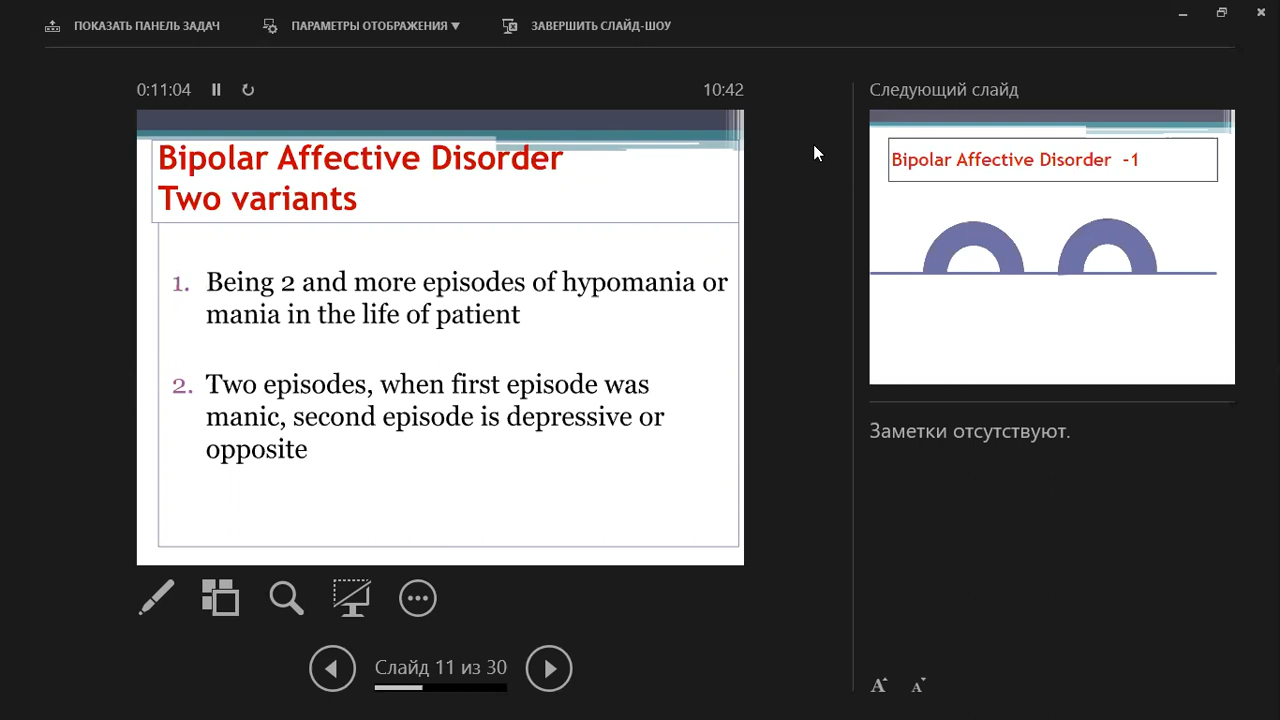 ПОКАЗАТЬ ПАНЕЛЬ ЗАДАЧ
ПАРАМЕТРЫ ОТОБРАЖЕНИЯ ▼
ЗАВЕРШИТЬ СЛАЙД-ШОУ
0:11:04
10:42
Bipolar Affective Disorder
Two variants
1. Being 2 and more episodes of hypomania or
mania in the life of patient
2. Two episodes, when first episode was
manic, second episode is depressive or
opposite
Слайд 11 из 30
Следующий слайд
Bipolar Affective Disorder -1
Заметки отсутствуют.
A A